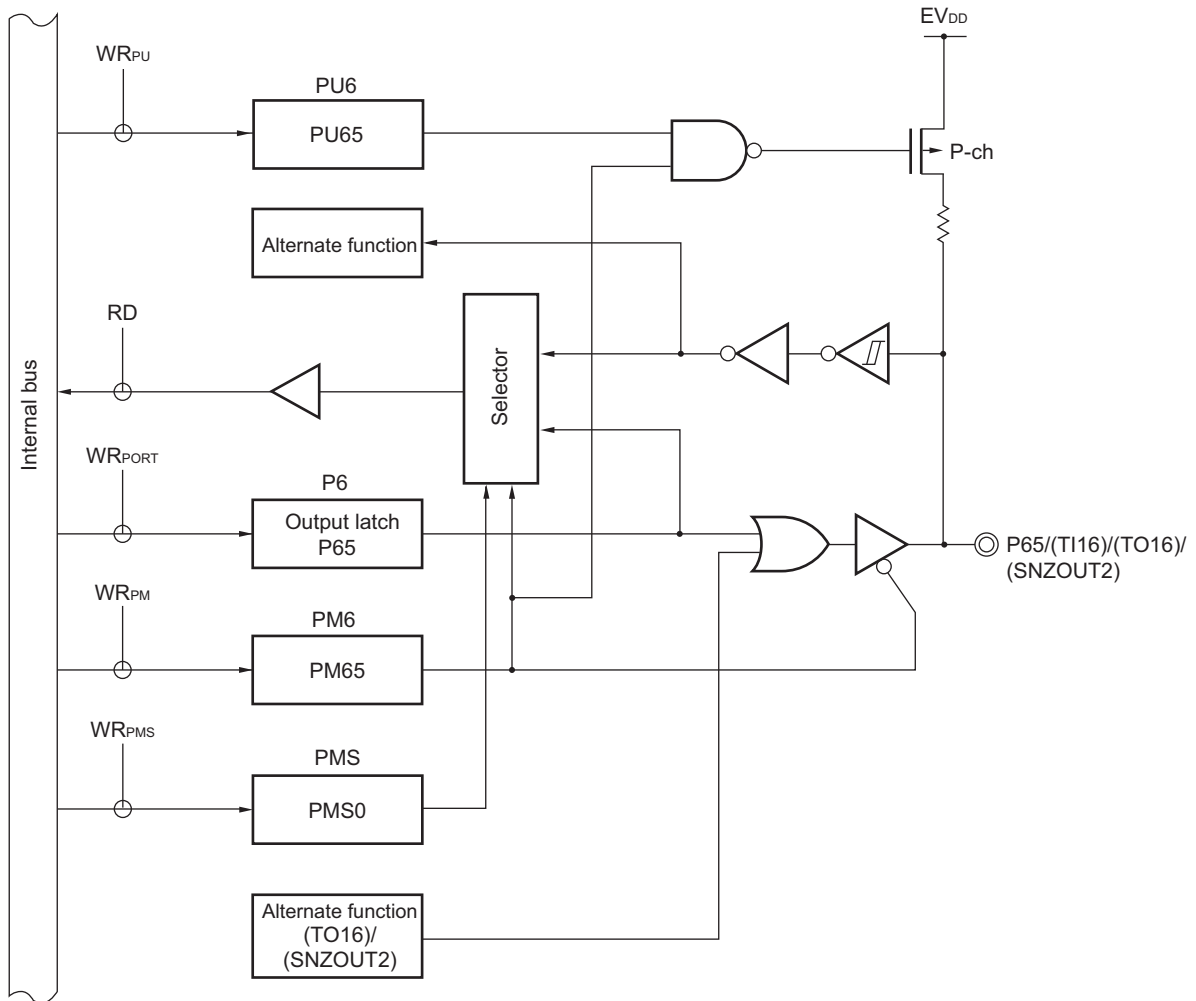 EVDD
WRPU
PU6
PU65
P-ch
Alternate function
RD
Selector
Internal bus
WRPORT
P6
Output latch
P65
P65/(TI16)/(TO16)/
(SNZOUT2)
WRPM
PM6
PM65
WRPMS
PMS
PMS0
Alternate function
(TO16)/
(SNZOUT2)